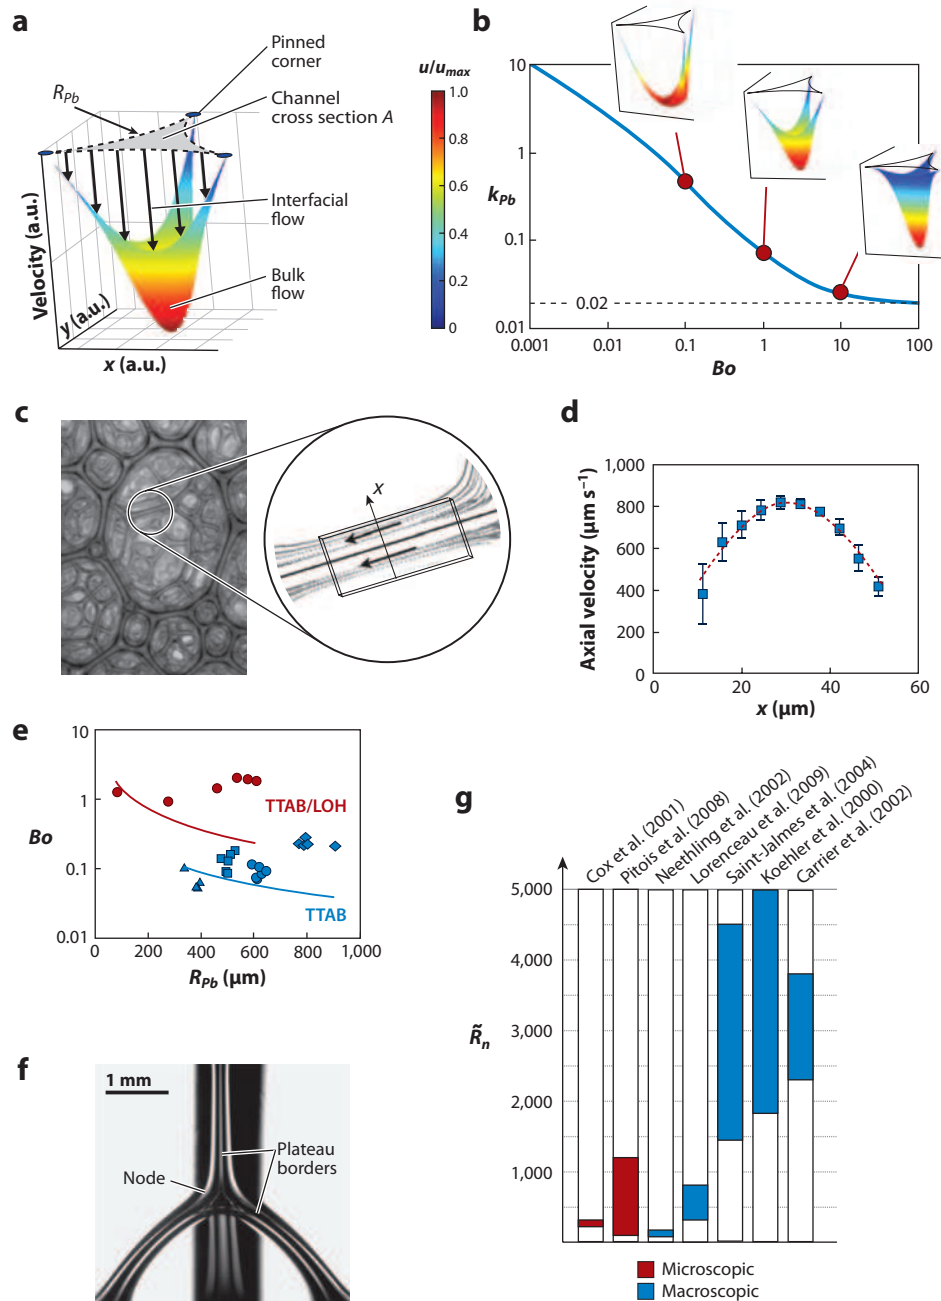 a
Pinned
corner
R_Pb
Channel
cross section A
Interfacial
flow
Bulk
flow
Velocity (a.u.)
y (a.u.)
x (a.u.)
u/u_max
1.0
0.8
0.6
0.4
0.2
0
b
10
1
0.1
0.01
k_Pb
0.02
0.001
0.01
0.1
1
10
100
Bo
c
x
d
1,000
800
600
400
200
0
Axial velocity (μm s⁻¹)
0
20
40
60
x (μm)
e
10
1
0.1
0.01
Bo
TTAB/LOH
TTAB
0
200
400
600
800
1,000
R_Pb (μm)
f
1 mm
Node
Plateau
borders
g
Cox et al. (2001)
Pitois et al. (2008)
Neethling et al. (2002)
Lorenceau et al. (2009)
Saint-Jalmes et al. (2004)
Koehler et al. (2000)
Carrier et al. (2002)
5,000
4,000
3,000
2,000
1,000
R̃_n
Microscopic
Macroscopic